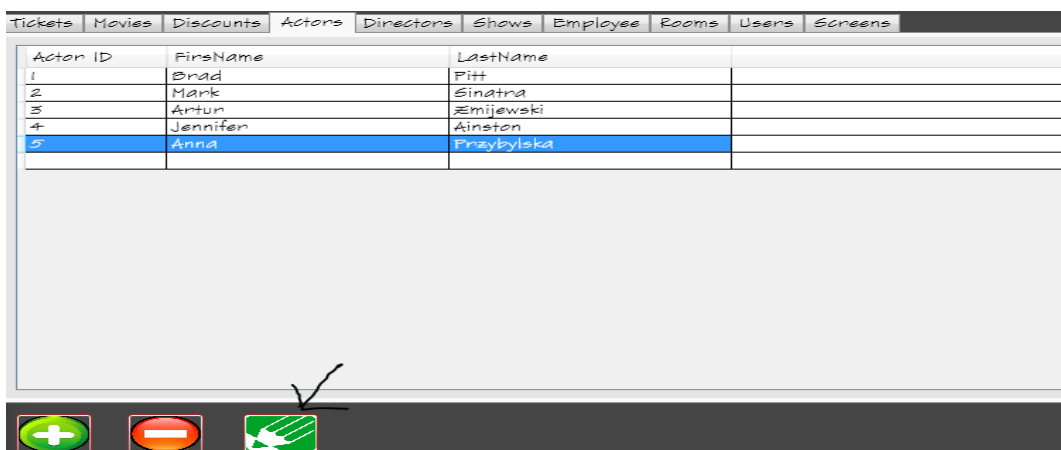 Tickets Movies Discounts Actors Directors Shows Employee Rooms Users Screens
Actor ID FirsName LastName
1 Brad Pitt
2 Mark Sinatra
3 Artur Zmijewski
4 Jennifer Ainston
5 Anna Przybylska